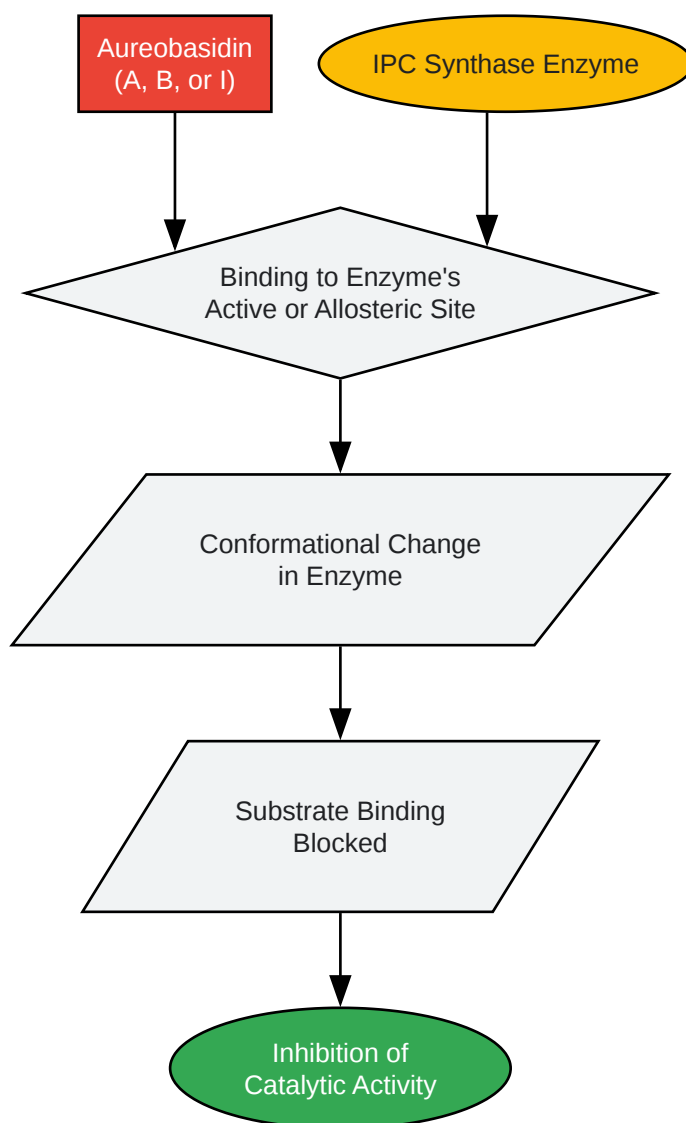 Aureobasidin
(A, B, or I)
IPC Synthase Enzyme
Binding to Enzyme's
Active or Allosteric Site
Conformational Change
in Enzyme
Substrate Binding
Blocked
Inhibition of
Catalytic Activity